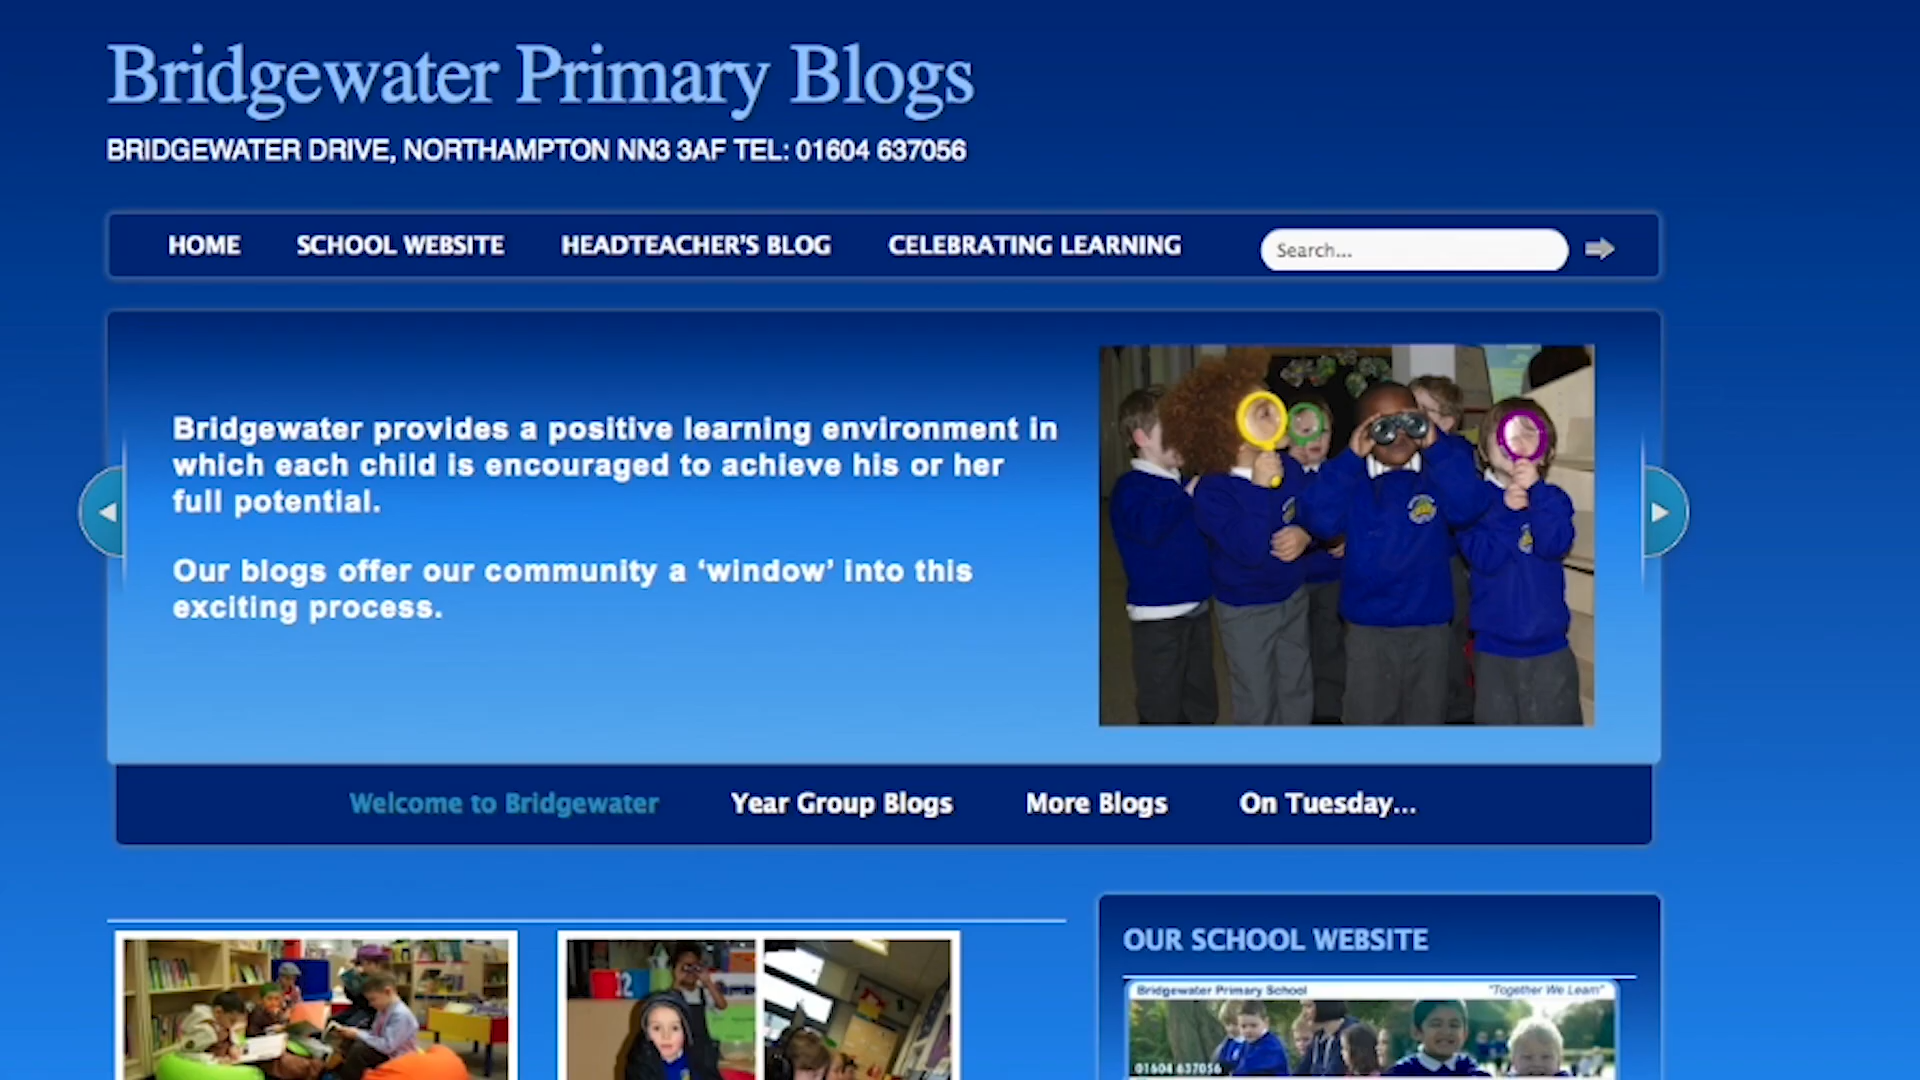 Bridgewater Primary Blogs
BRIDGEWATER DRIVE, NORTHAMPTON NN3 3AF TEL: 01604 637056
HOME SCHOOL WEBSITE HEADTEACHER'S BLOG CELEBRATING LEARNING Search...
Bridgewater provides a positive learning environment in
which each child is encouraged to achieve his or her
full potential.
Our blogs offer our community a ‘window’ into this
exciting process.
Welcome to Bridgewater Year Group Blogs More Blogs On Tuesday...
OUR SCHOOL WEBSITE
Bridgewater Primary School "Together We Learn"
01604 637056
12